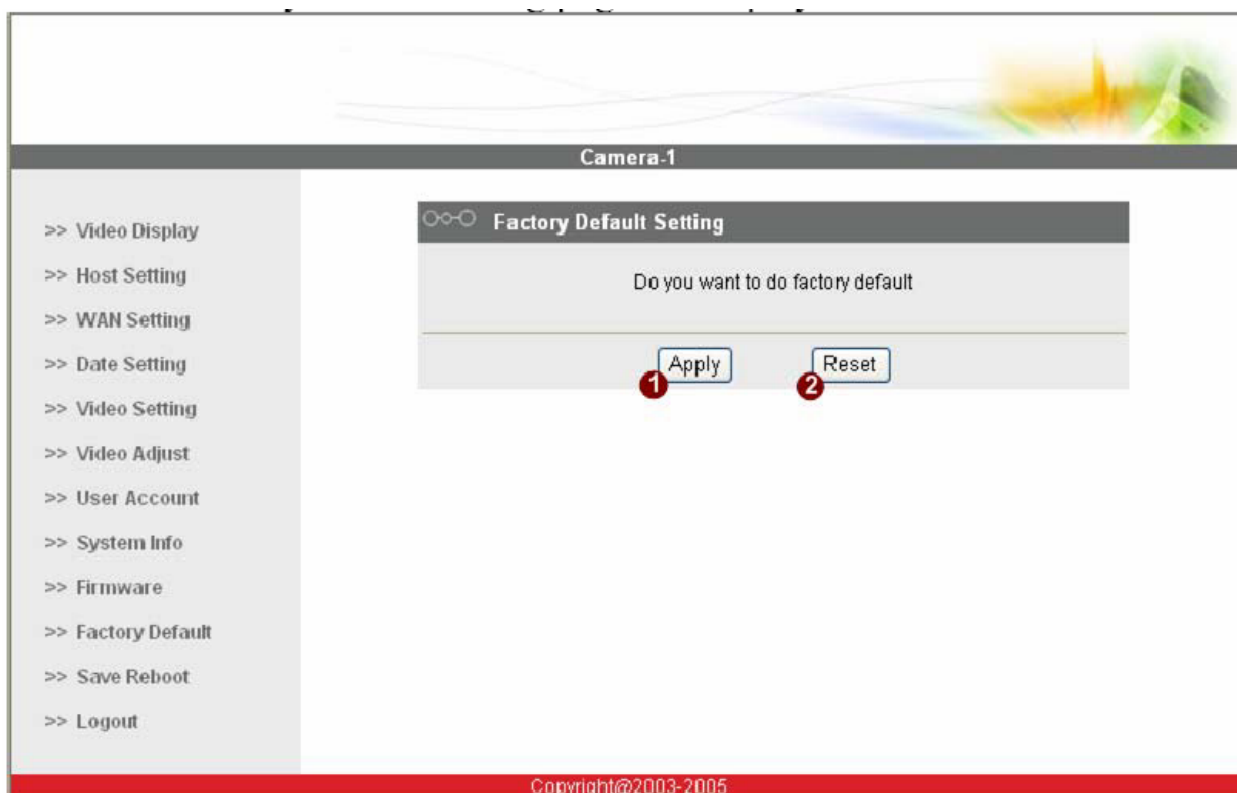 Camera-1
>> Video Display
>> Host Setting
>> WAN Setting
>> Date Setting
>> Video Setting
>> Video Adjust
>> User Account
>> System Info
>> Firmware
>> Factory Default
>> Save Reboot
>> Logout
Factory Default Setting
Do you want to do factory default
Apply Reset
1 2
Copyright@2003-2005